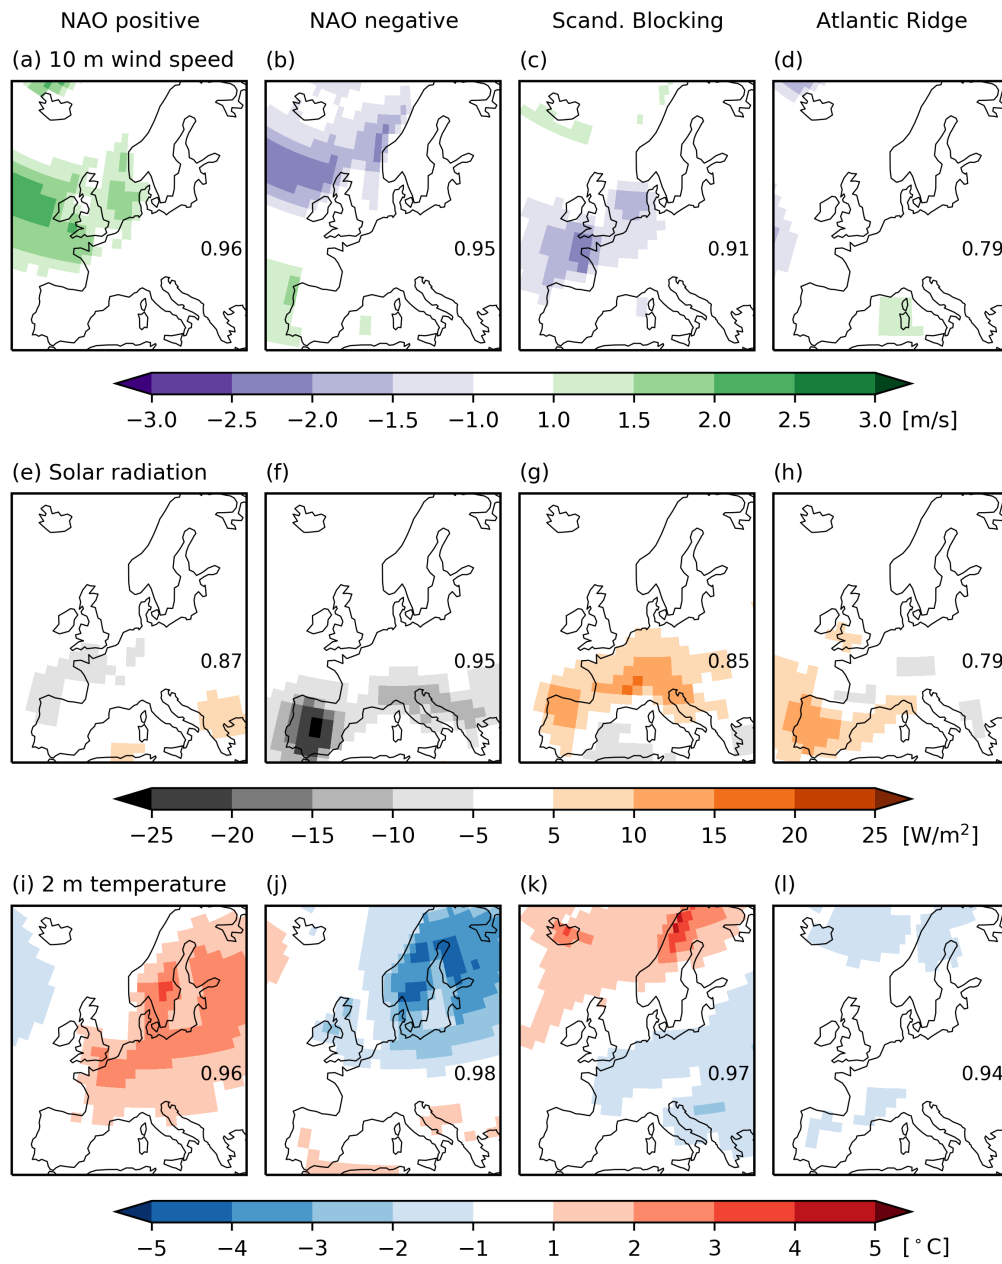 NAO positive NAO negative Scand. Blocking Atlantic Ridge
(a) 10 m wind speed (b) (c) (d)
0.96 0.95 0.91 0.79
−3.0 −2.5 −2.0 −1.5 −1.0 1.0 1.5 2.0 2.5 3.0 [m/s]
(e) Solar radiation (f) (g) (h)
0.87 0.95 0.85 0.79
−25 −20 −15 −10 −5 5 10 15 20 25 [W/m²]
(i) 2 m temperature (j) (k) (l)
0.96 0.98 0.97 0.94
−5 −4 −3 −2 −1 1 2 3 4 5 [°C]